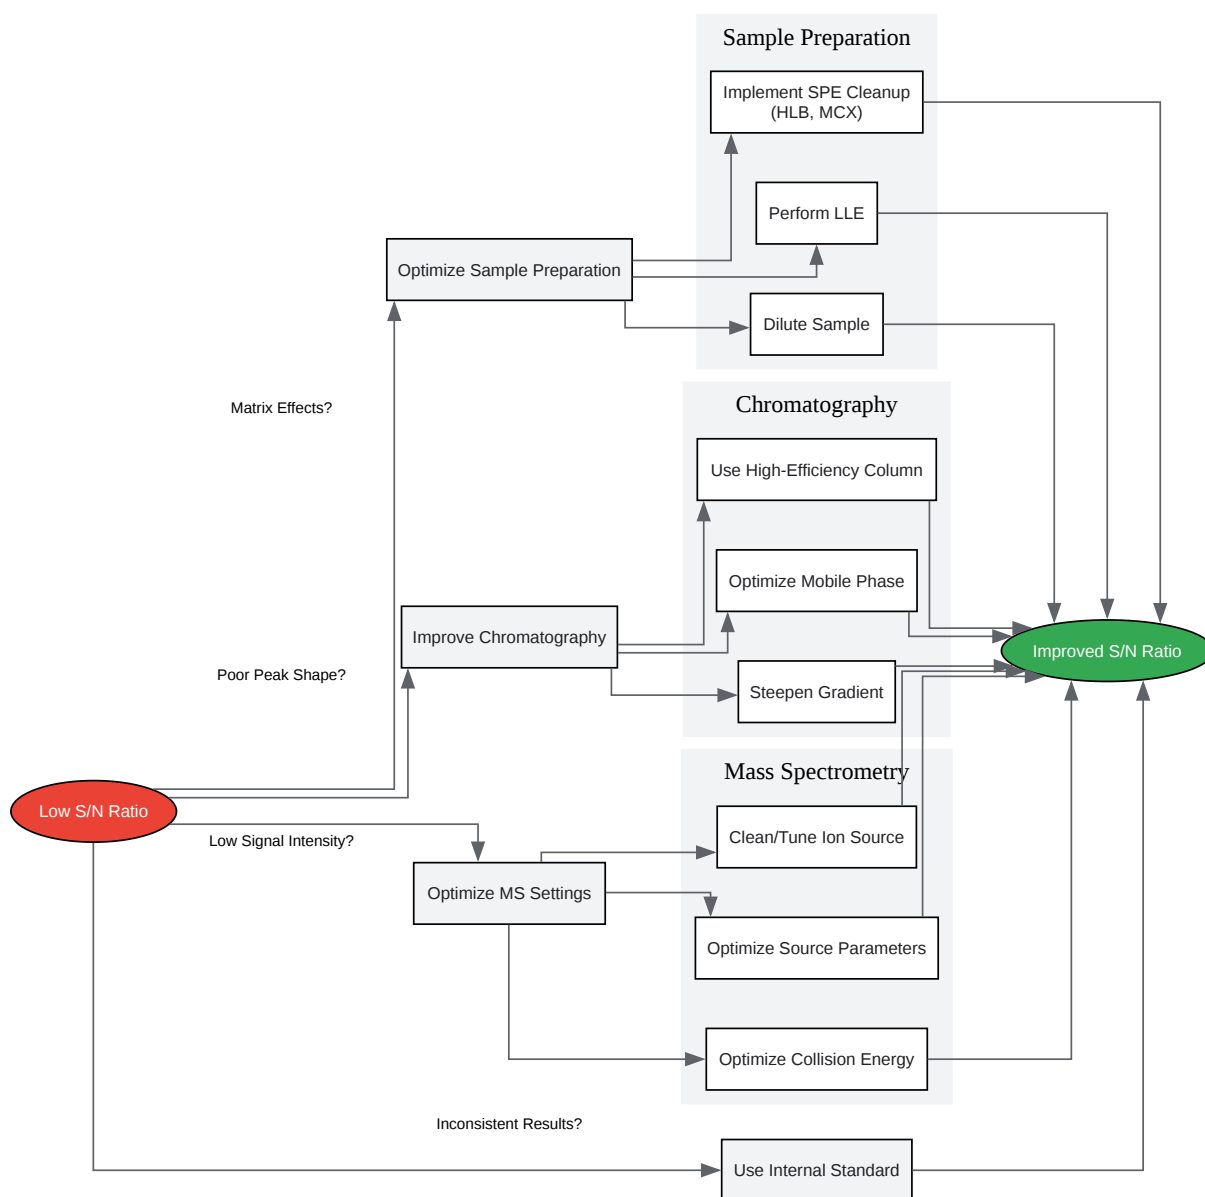 Sample Preparation
Implement SPE Cleanup
(HLB, MCX)
Perform LLE
Optimize Sample Preparation
Dilute Sample
Matrix Effects?
Chromatography
Use High-Efficiency Column
Optimize Mobile Phase
Improve Chromatography
Improved S/N Ratio
Poor Peak Shape?
Steepen Gradient
Mass Spectrometry
Low S/N Ratio
Low Signal Intensity?
Clean/Tune Ion Source
Optimize MS Settings
Optimize Source Parameters
Optimize Collision Energy
Inconsistent Results?
Use Internal Standard